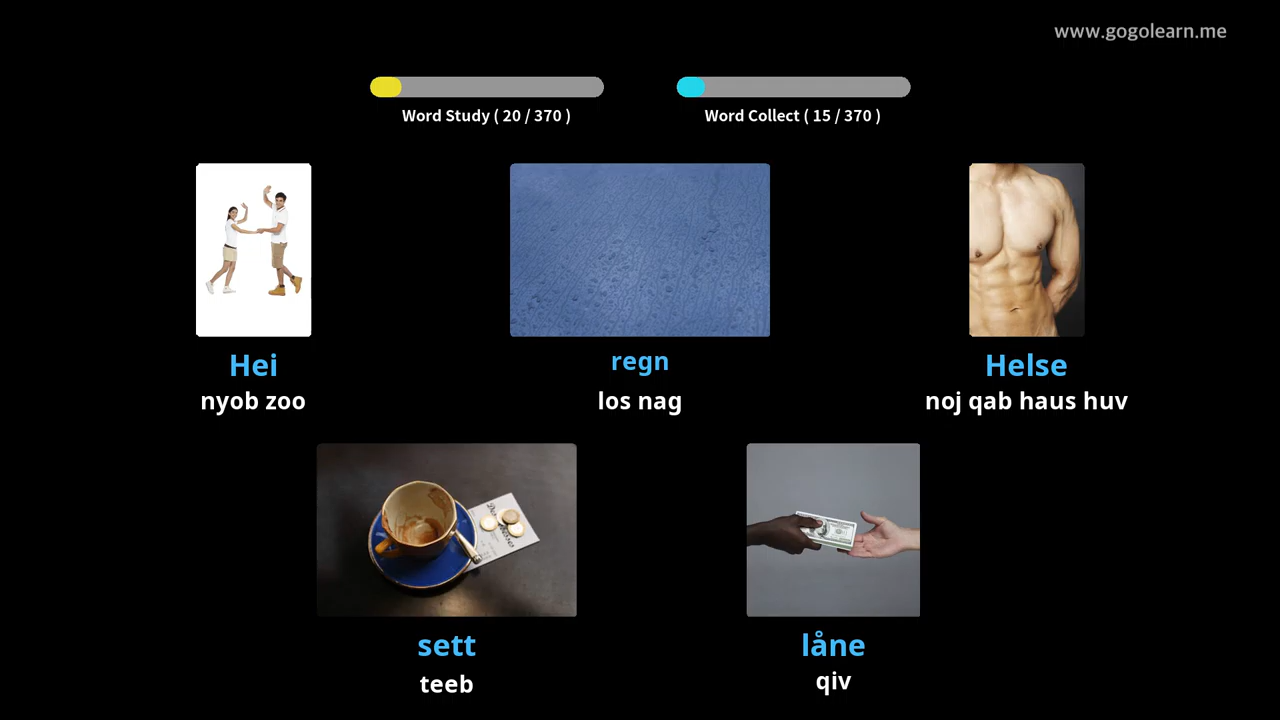 www.gogolearn.me
Word Study ( 20 / 370 )
Word Collect ( 15 / 370 )
Hei
nyob zoo
regn
los nag
Helse
noj qab haus huv
sett
teeb
låne
qiv